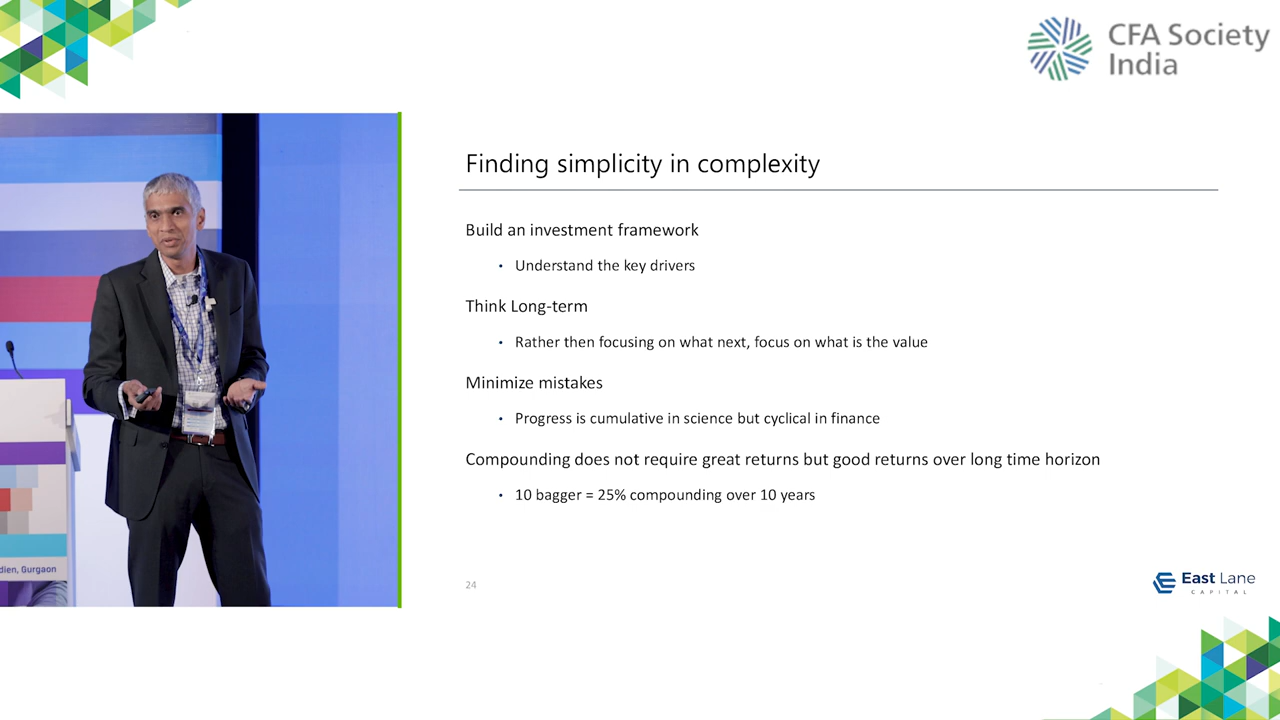 CFA Society
India
Finding simplicity in complexity
Build an investment framework
• Understand the key drivers
Think Long-term
• Rather then focusing on what next, focus on what is the value
Minimize mistakes
• Progress is cumulative in science but cyclical in finance
Compounding does not require great returns but good returns over long time horizon
• 10 bagger = 25% compounding over 10 years
dien, Gurgaon
24
East Lane
CAPITAL